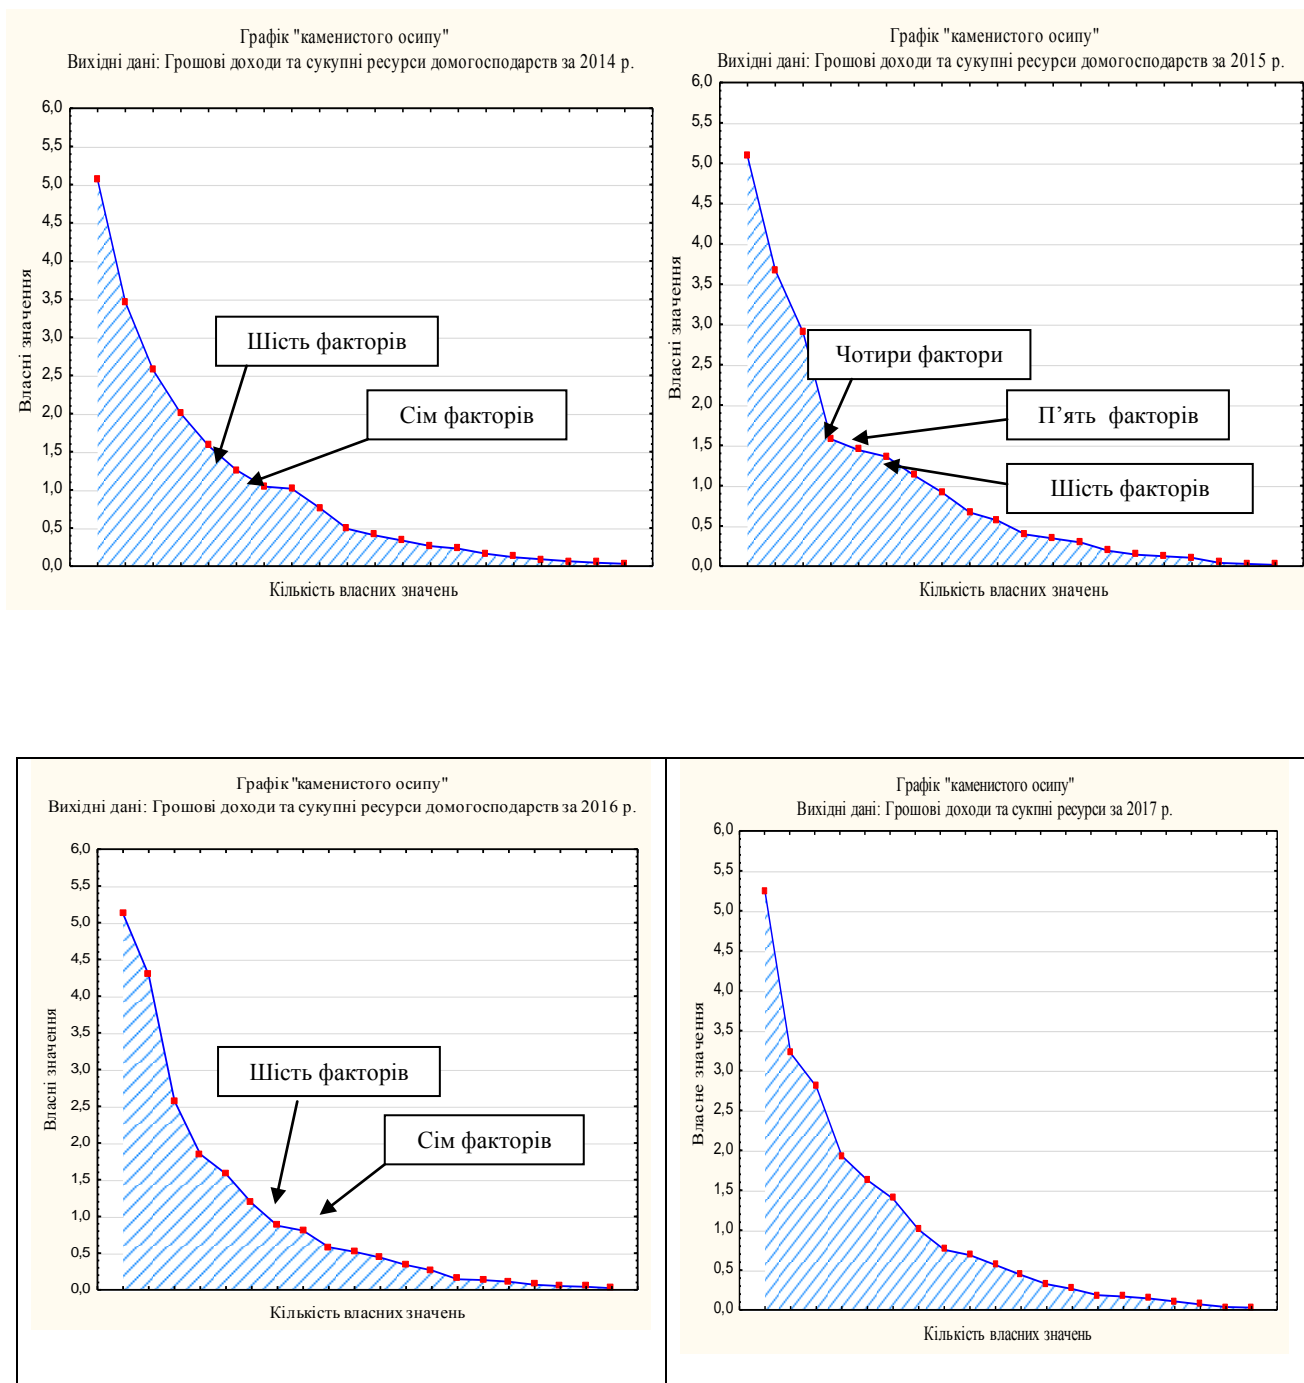 Графік "каменистого осипу"
Вихідні дані: Грошові доходи та сукупні ресурси домогосподарств за 2014 р.
6,0
5,5
5,0
4,5
4,0
3,5
3,0
2,5
2,0
1,5
1,0
0,5
0,0
Власні значення
Шість факторів
Сім факторів
Кількість власних значень
Графік "каменистого осипу"
Вихідні дані: Грошові доходи та сукупні ресурси домогосподарств за 2015 р.
6,0
5,5
5,0
4,5
4,0
3,5
3,0
2,5
2,0
1,5
1,0
0,5
0,0
Власні значення
Чотири фактори
П’ять факторів
Шість факторів
Кількість власних значень
Графік "каменистого осипу"
Вихідні дані: Грошові доходи та сукупні ресурси домогосподарств за 2016 р.
6,0
5,5
5,0
4,5
4,0
3,5
3,0
2,5
2,0
1,5
1,0
0,5
0,0
Власні значення
Шість факторів
Сім факторів
Кількість власних значень
Графік "каменистого осипу"
Вихідні дані: Грошові доходи та сукпні ресурси за 2017 р.
6,0
5,5
5,0
4,5
4,0
3,5
3,0
2,5
2,0
1,5
1,0
0,5
0,0
Власне значення
Кількість власних значень